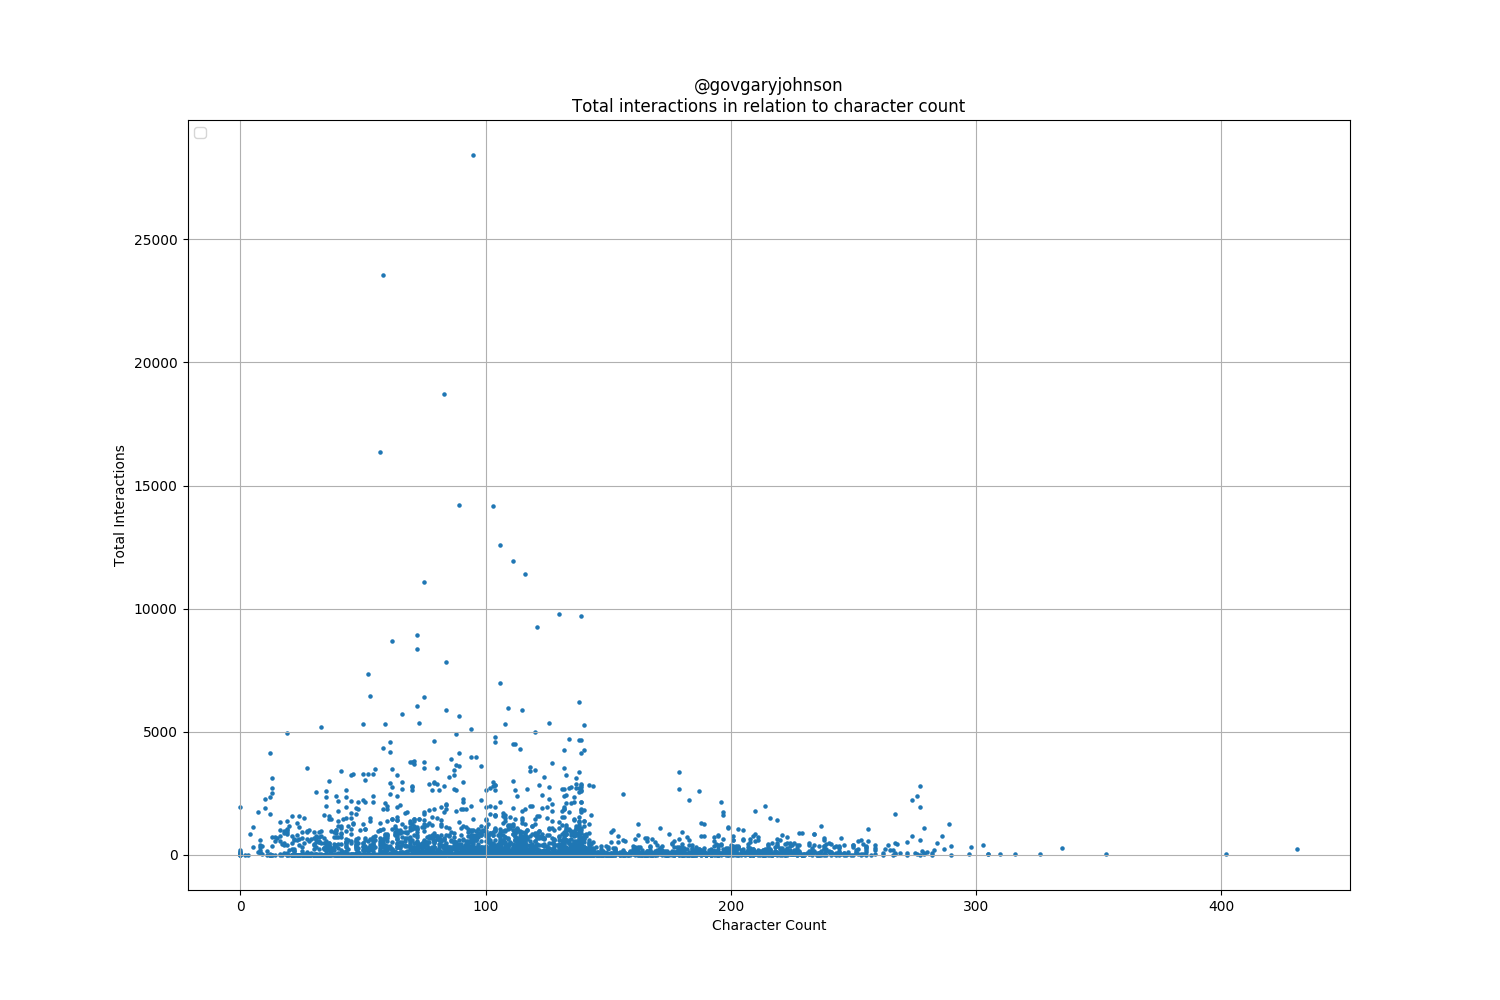 @govgaryjohnson
Total interactions in relation to character count
25000
20000
15000
10000
5000
0
Total Interactions
0 100 200 300 400
Character Count